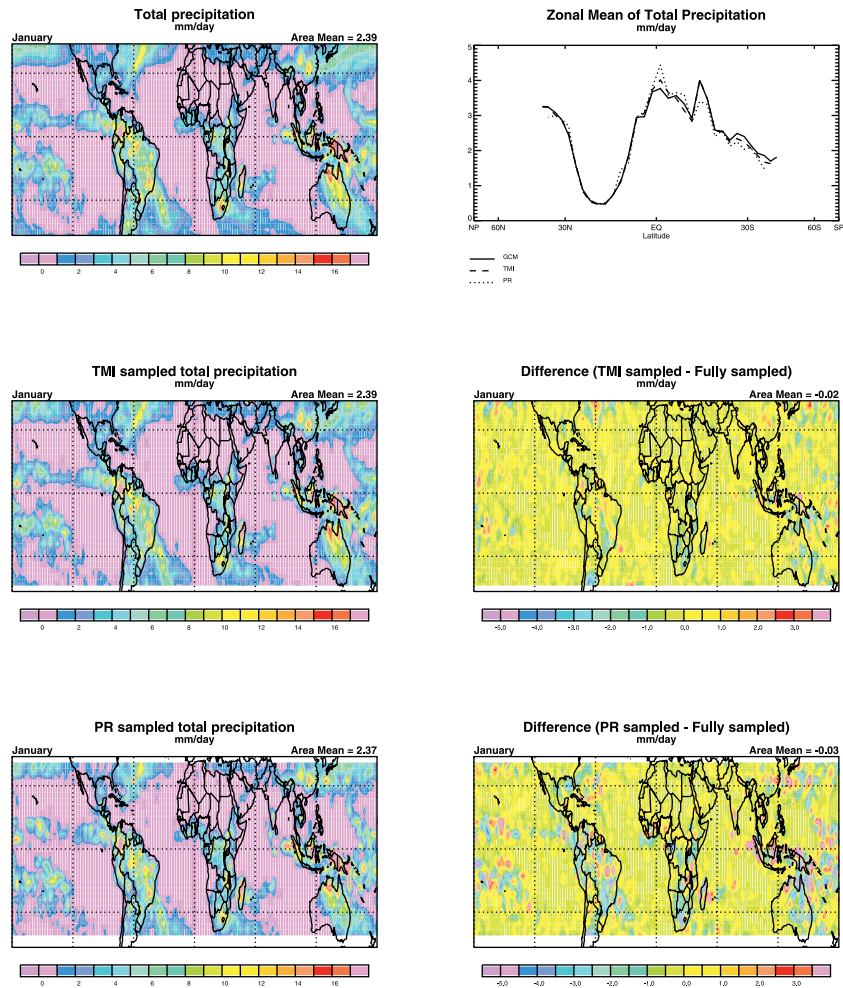 Total precipitation
mm/day
January Area Mean = 2.39
0 2 4 6 8 10 12 14 16
Zonal Mean of Total Precipitation
mm/day
5
4
3
2
1
0
NP 60N 30N EQ 30S 60S SP
Latitude
GCM
TMI
PR
TMI sampled total precipitation
mm/day
January Area Mean = 2.39
0 2 4 6 8 10 12 14 16
Difference (TMI sampled - Fully sampled)
mm/day
January Area Mean = -0.02
-5.0 -4.0 -3.0 -2.0 -1.0 0.0 1.0 2.0 3.0
PR sampled total precipitation
mm/day
January Area Mean = 2.37
0 2 4 6 8 10 12 14 16
Difference (PR sampled - Fully sampled)
mm/day
January Area Mean = -0.03
-5.0 -4.0 -3.0 -2.0 -1.0 0.0 1.0 2.0 3.0